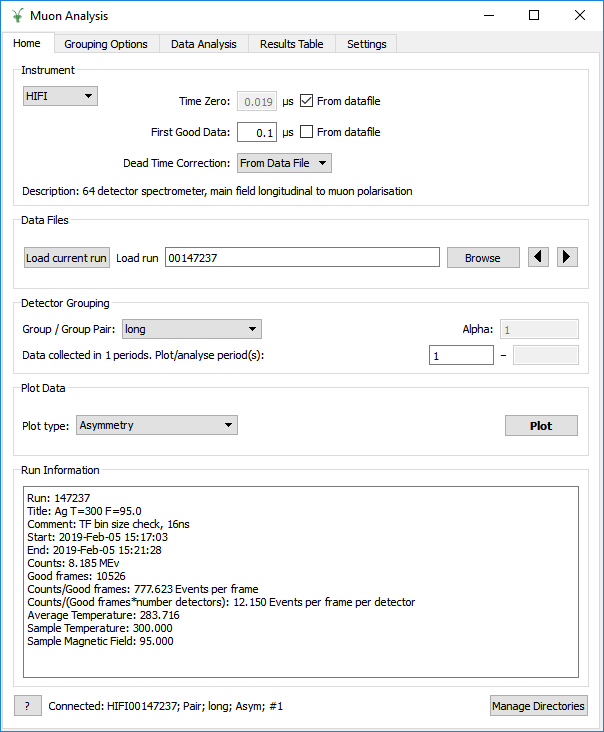 Muon Analysis
Home Grouping Options Data Analysis Results Table Settings
Instrument
HIFI
Time Zero: 0.019 µs From datafile
First Good Data: 0.1 µs From datafile
Dead Time Correction: From Data File
Description: 64 detector spectrometer, main field longitudinal to muon polarisation
Data Files
Load current run Load run 00147237 Browse
Detector Grouping
Group / Group Pair: long Alpha: 1
Data collected in 1 periods. Plot/analyse period(s): 1 -
Plot Data
Plot type: Asymmetry Plot
Run Information
Run: 147237
Title: Ag T=300 F=95.0
Comment: TF bin size check, 16ns
Start: 2019-Feb-05 15:17:03
End: 2019-Feb-05 15:21:28
Counts: 8.185 MEv
Good frames: 10526
Counts/Good frames: 777.623 Events per frame
Counts/(Good frames*number detectors): 12.150 Events per frame per detector
Average Temperature: 283.716
Sample Temperature: 300.000
Sample Magnetic Field: 95.000
? Connected: HIFI00147237; Pair; long; Asym; #1 Manage Directories